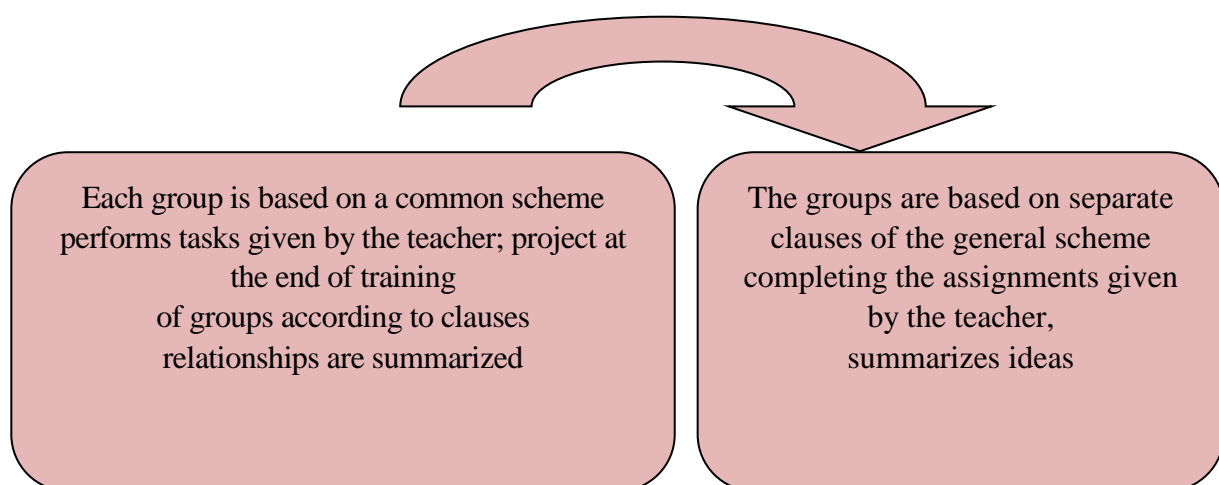 Each group is based on a common scheme
performs tasks given by the teacher; project at
the end of training
of groups according to clauses
relationships are summarized
The groups are based on separate
clauses of the general scheme
completing the assignments given
by the teacher,
summarizes ideas